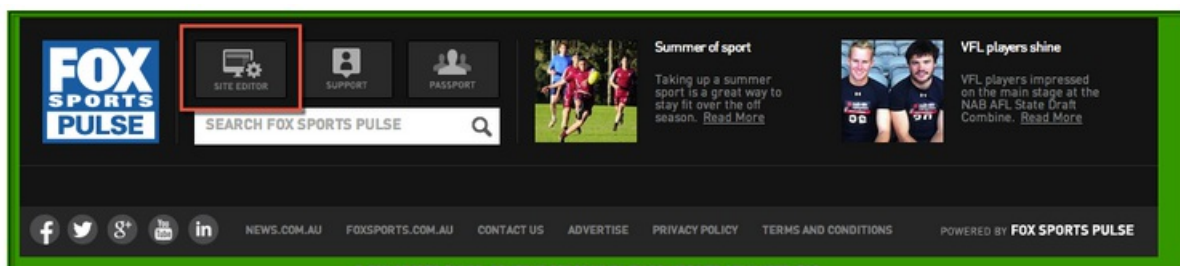 FOX
SPORTS
PULSE
SITE EDITOR
SUPPORT
PASSPORT
SEARCH FOX SPORTS PULSE
Summer of sport
Taking up a summer
sport is a great way to
stay fit over the off
season. Read More
VFL players shine
VFL players impressed
on the main stage at the
NAB AFL State Draft
Combine. Read More
f
g+
You
Tube
in
NEWS.COM.AU FOXSPORTS.COM.AU CONTACT US ADVERTISE PRIVACY POLICY TERMS AND CONDITIONS POWERED BY FOX SPORTS PULSE